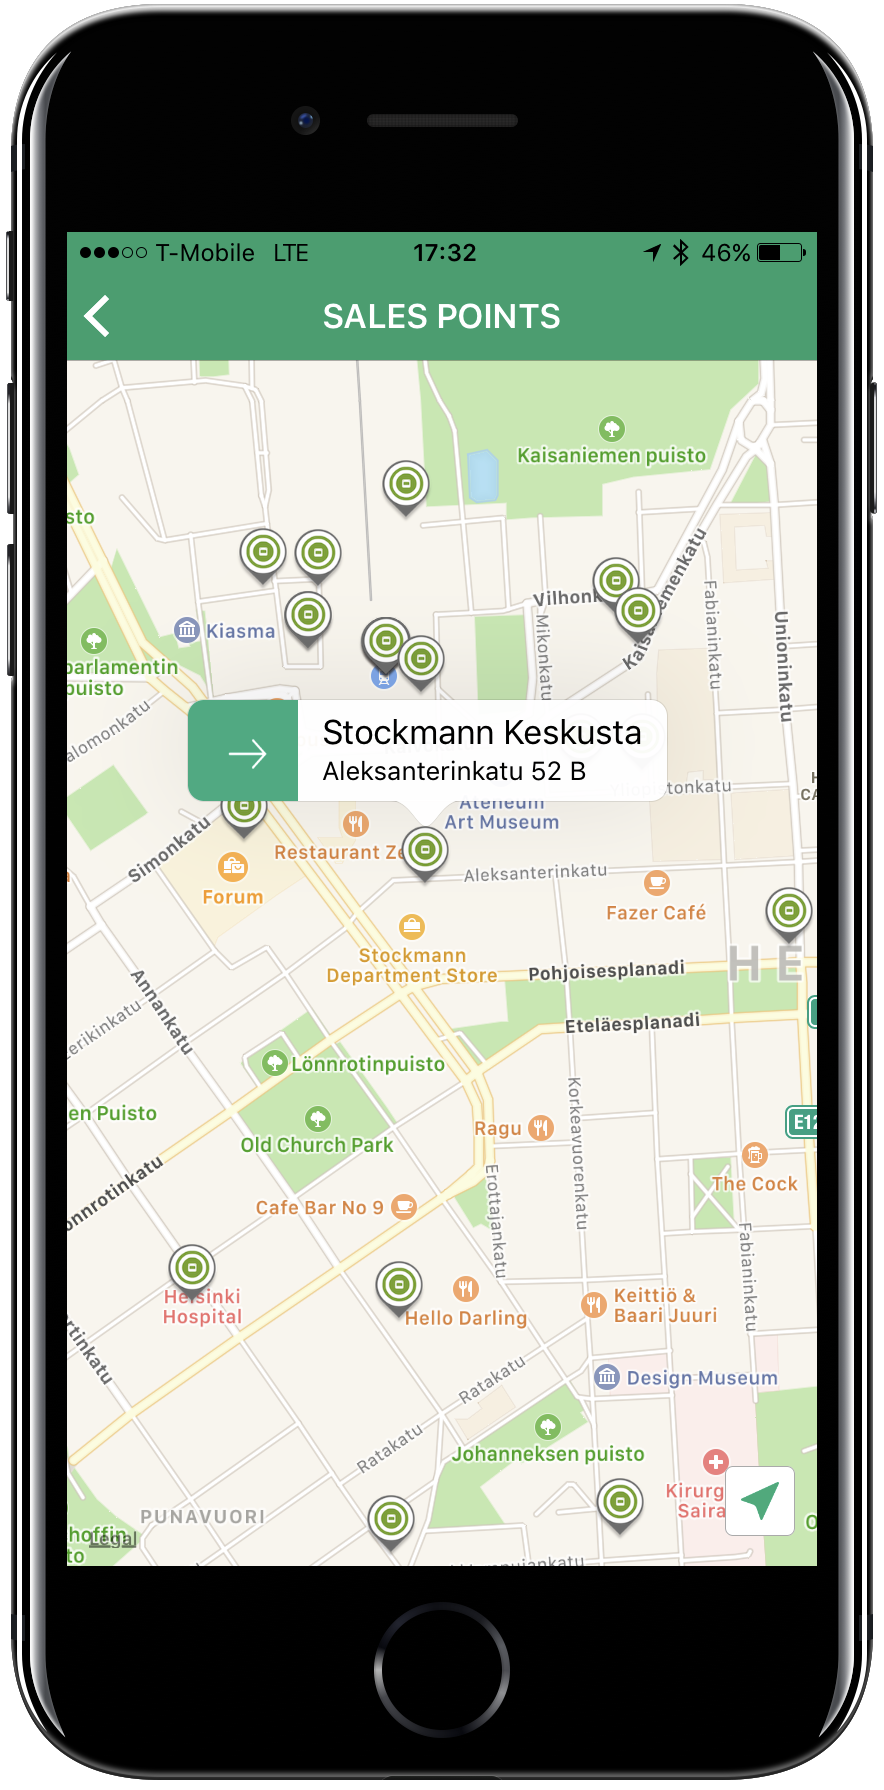 T-Mobile LTE 17:32 46%
SALES POINTS
Kaisaniemen puisto
sto
Vilhonk
Kaisa
emenkatu
Fabianinkatu
Unioninkatu
Mikonkatu
Kiasma
parlamentin
puisto
alomonkatu
Stockmann Keskusta
Aleksanterinkatu 52 B
Ateneum
Art Museum
Simonkatu
Restaurant Ze
Aleksanterinkatu
Forum
Fazer Café
Stockmann
Department Store
Pohjoisesplanadi
HE
Annankatu
Eteläesplanadi
erikinkatu
Lönnrotinpuisto
Korkeavuorenkatu
en Puisto
Old Church Park
Ragu
E12
The Cock
onnrotinkatu
Erottajankatu
Cafe Bar No 9
Fabianinkatu
Helsinki
Hospital
Hello Darling
Keittiö &
Baari Juuri
rtinkatu
Ratakatu
Design Museum
Ratakatu
Johanneksen puisto
Kirurg
Saira
PUNAVUORI
hoffin
to
Legal